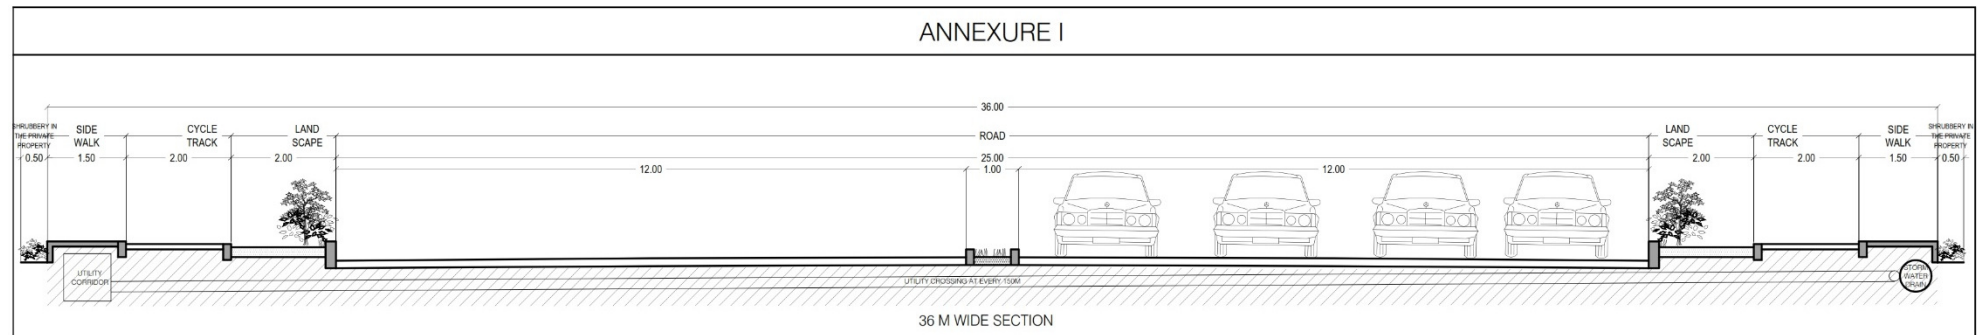 ANNEXURE I
36.00
SHRUBBERY IN
THE PRIVATE
PROPERTY
0.50
SIDE
WALK
1.50
CYCLE
TRACK
2.00
LAND
SCAPE
2.00
ROAD
25.00
12.00
1.00
12.00
LAND
SCAPE
2.00
CYCLE
TRACK
2.00
SIDE
WALK
1.50
SHRUBBERY IN
THE PRIVATE
PROPERTY
0.50
UTILITY
CORRIDOR
UTILITY CROSSING AT EVERY 150M
STORM
WATER
DRAIN
36 M WIDE SECTION